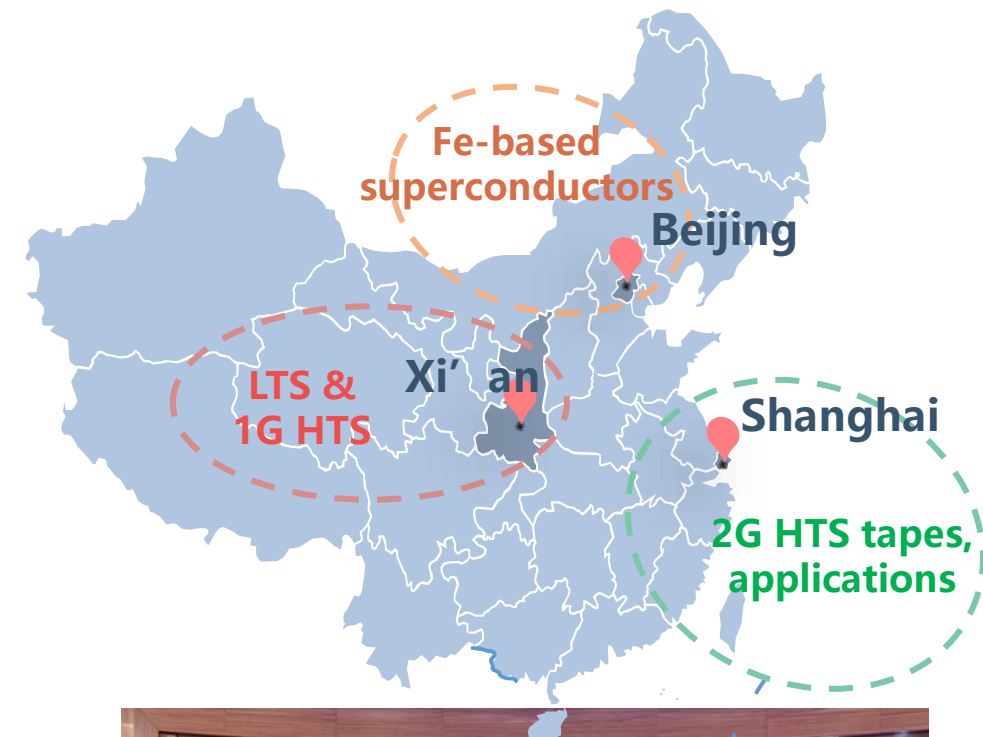 Fe-based
superconductors
Beijing
Xi’ an
LTS &
1G HTS
Shanghai
2G HTS tapes,
applications